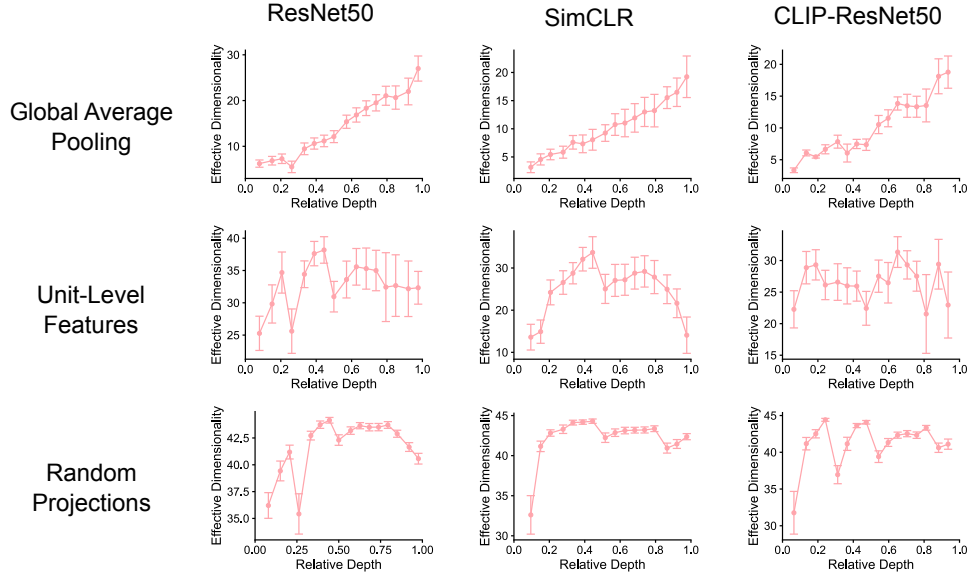 ResNet50
SimCLR
CLIP-ResNet50
Global Average
Pooling
Effective Dimensionality
30
20
10
0.0 0.2 0.4 0.6 0.8 1.0
Relative Depth
Effective Dimensionality
20
15
10
5
0.0 0.2 0.4 0.6 0.8 1.0
Relative Depth
Effective Dimensionality
20
15
10
5
0.0 0.2 0.4 0.6 0.8 1.0
Relative Depth
Unit-Level
Features
Effective Dimensionality
40
35
30
25
0.0 0.2 0.4 0.6 0.8 1.0
Relative Depth
Effective Dimensionality
30
20
10
0.0 0.2 0.4 0.6 0.8 1.0
Relative Depth
Effective Dimensionality
35
30
25
20
15
0.0 0.2 0.4 0.6 0.8 1.0
Relative Depth
Random
Projections
Effective Dimensionality
42.5
40.0
37.5
35.0
0.00 0.25 0.50 0.75 1.00
Relative Depth
Effective Dimensionality
45
40
35
30
0.0 0.2 0.4 0.6 0.8 1.0
Relative Depth
Effective Dimensionality
45
40
35
30
0.0 0.2 0.4 0.6 0.8 1.0
Relative Depth